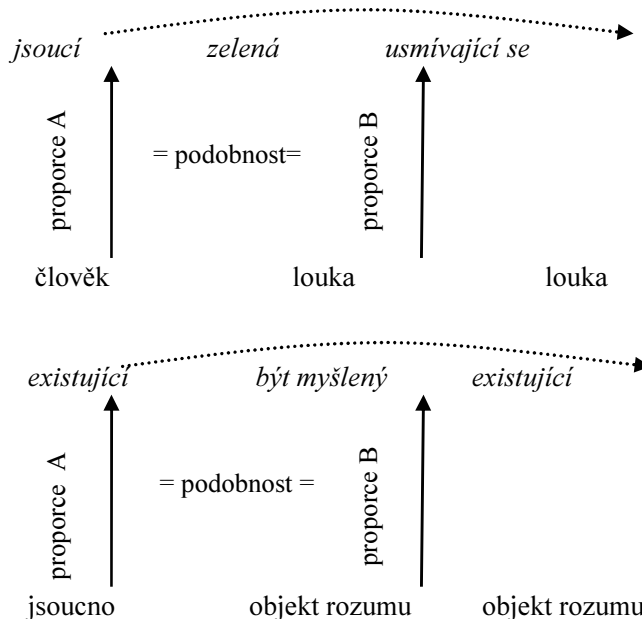 jsoucí zelená usmívající se
proporce A
= podobnost=
proporce B
člověk louka louka
existující být myšlený existující
proporce A
= podobnost =
proporce B
jsoucno objekt rozumu objekt rozumu